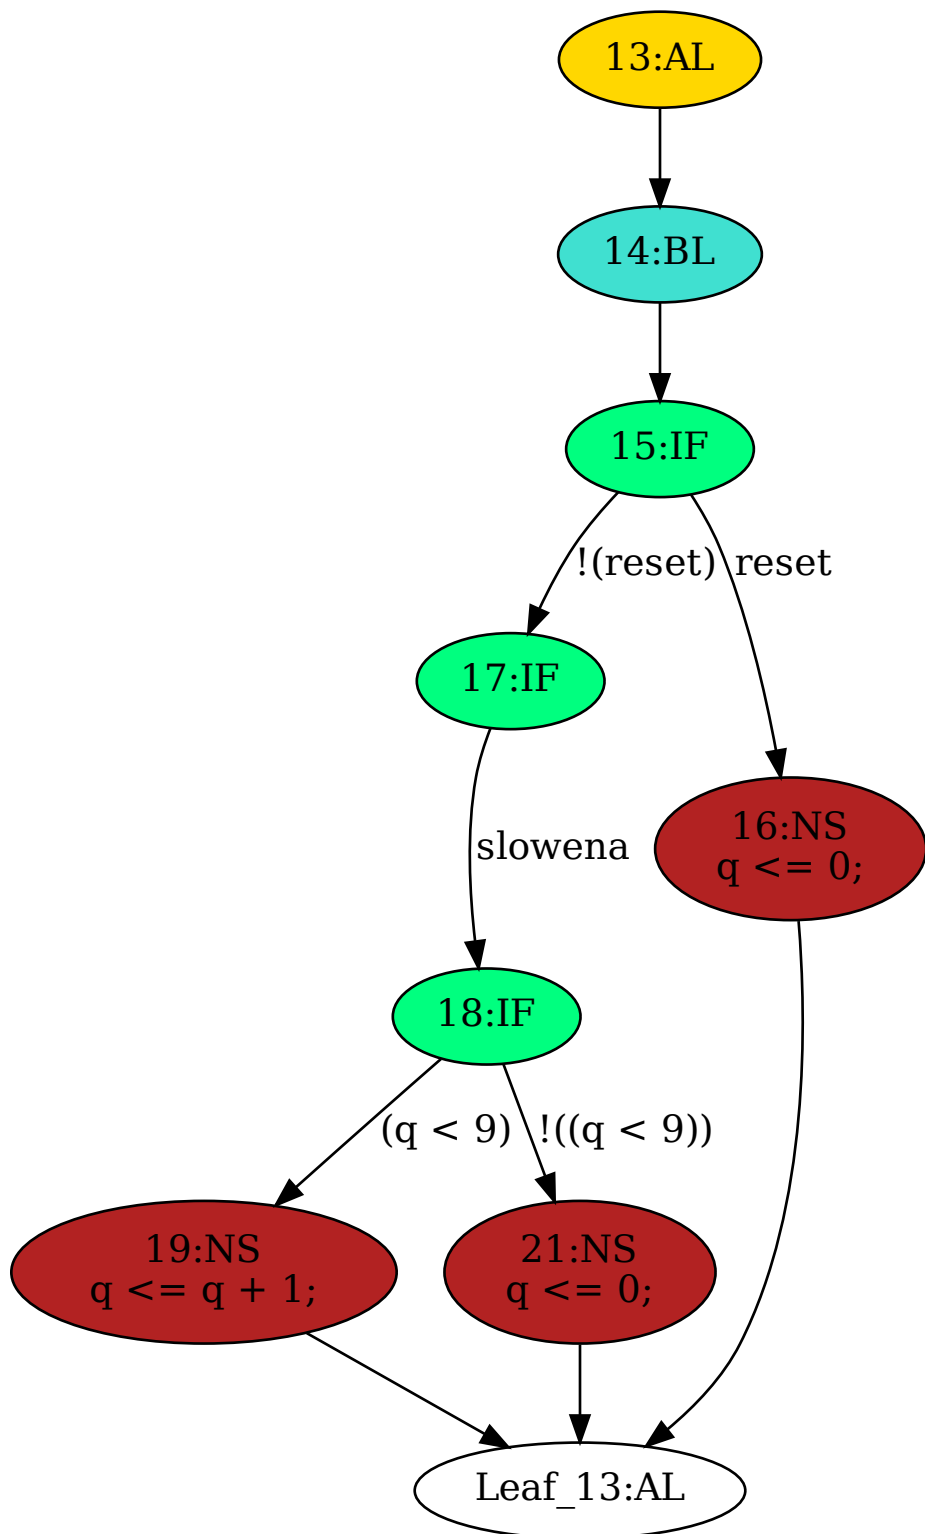 13:AL
14:BL
15:IF
!(reset)
reset
17:IF
16:NS
q <= 0;
slowena
18:IF
(q < 9)
!((q < 9))
19:NS
q <= q + 1;
21:NS
q <= 0;
Leaf_13:AL